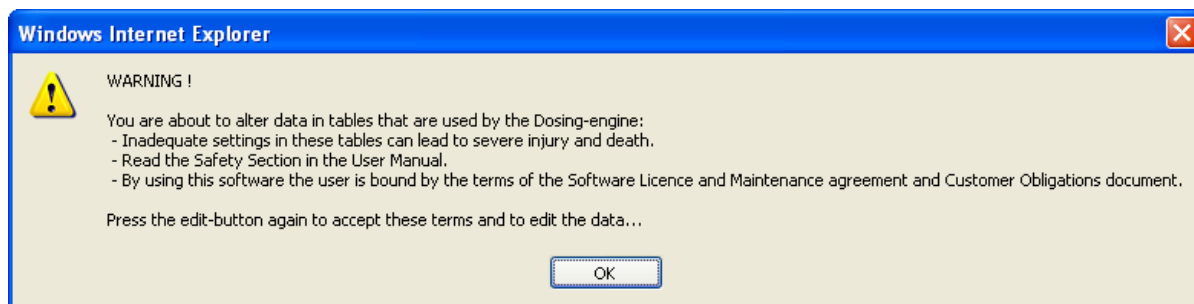 Windows Internet Explorer
WARNING !
You are about to alter data in tables that are used by the Dosing-engine:
- Inadequate settings in these tables can lead to severe injury and death.
- Read the Safety Section in the User Manual.
- By using this software the user is bound by the terms of the Software Licence and Maintenance agreement and Customer Obligations document.
Press the edit-button again to accept these terms and to edit the data...
OK